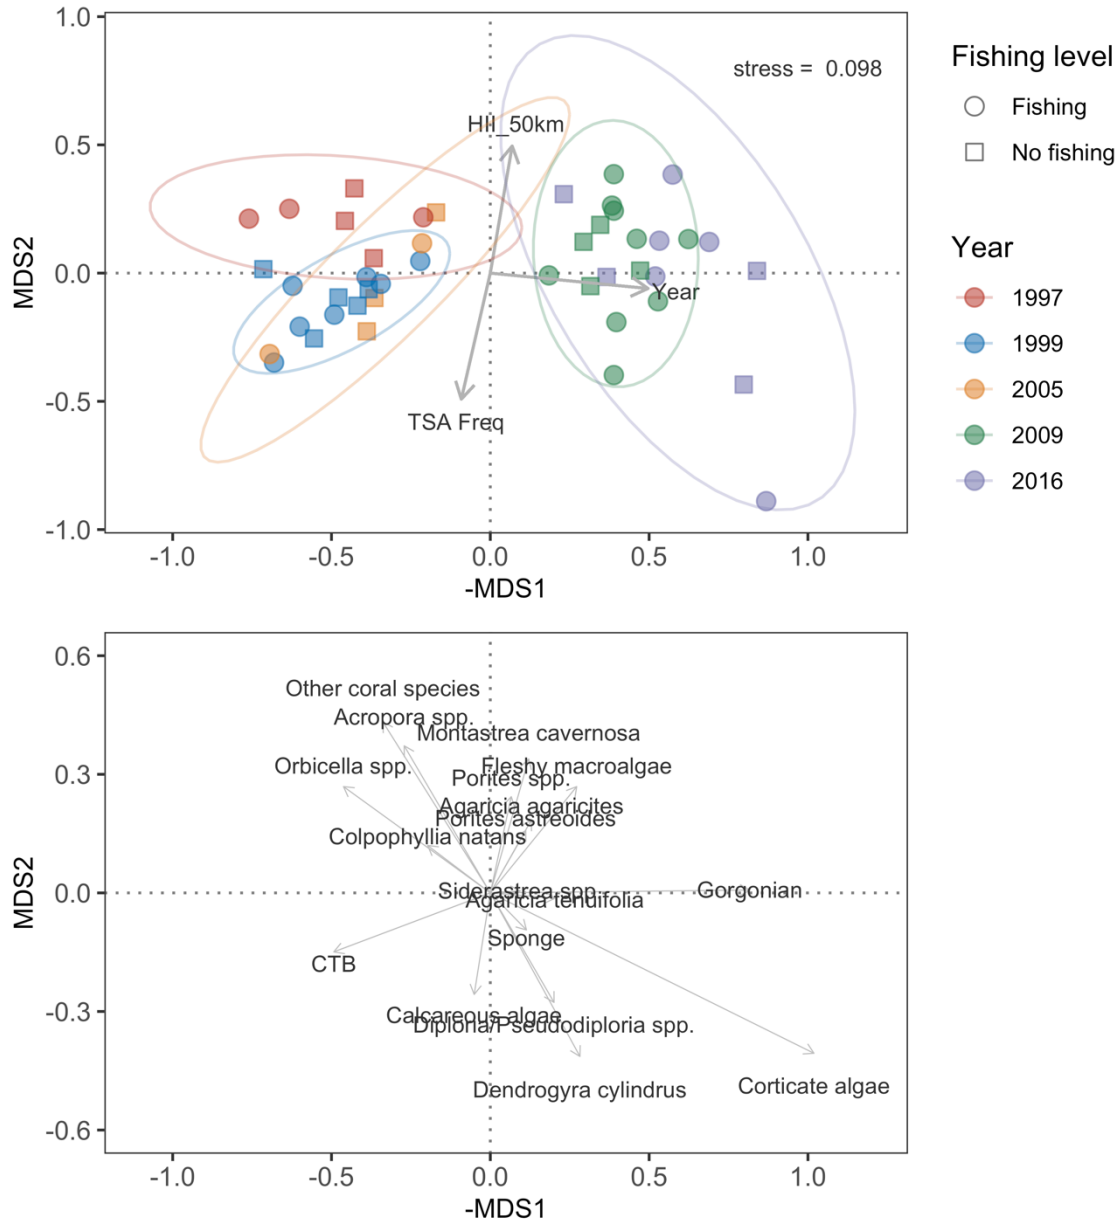 1.0
0.5
0.0
-0.5
-1.0
MDS2
stress = 0.098
HII_50km
Year
TSA Freq
-1.0 -0.5 0.0 0.5 1.0
-MDS1
Fishing level
Fishing
No fishing
Year
1997
1999
2005
2009
2016
0.6
0.3
0.0
-0.3
-0.6
MDS2
Other coral species
Acropora spp.
Montastrea cavernosa
Orbicella spp.
Fleshy macroalgae
Porites spp.
Agaricia agaricites
Porites astreoides
Colpophyllia natans
Siderastrea spp.
Gorgonian
Agaricia tenuifolia
Sponge
CTB
Calcareous algae
Diploria/Pseudodiploria spp.
Dendrogyra cylindrus
Corticate algae
-1.0 -0.5 0.0 0.5 1.0
-MDS1